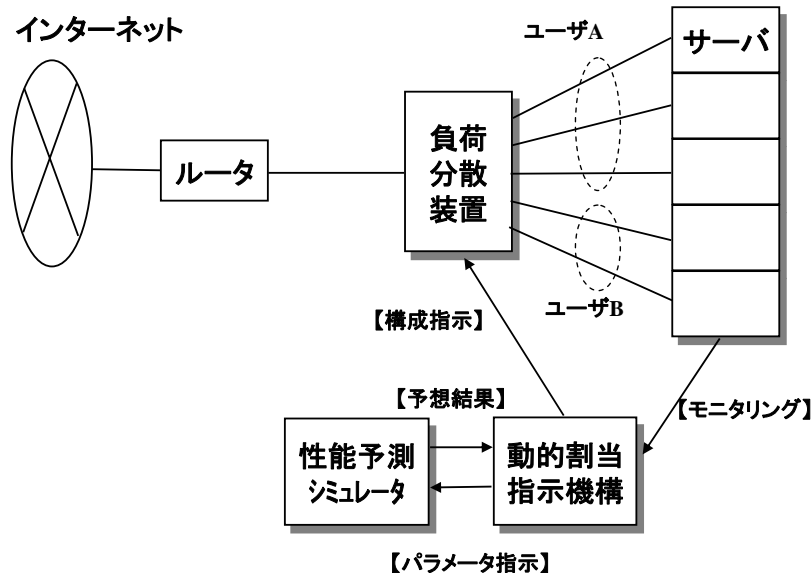 インターネット
ユーザA
サーバ
負荷
分散
装置
ルータ
ユーザB
【構成指示】
【予想結果】
【モニタリング】
性能予測
シミュレータ
動的割当
指示機構
【パラメータ指示】